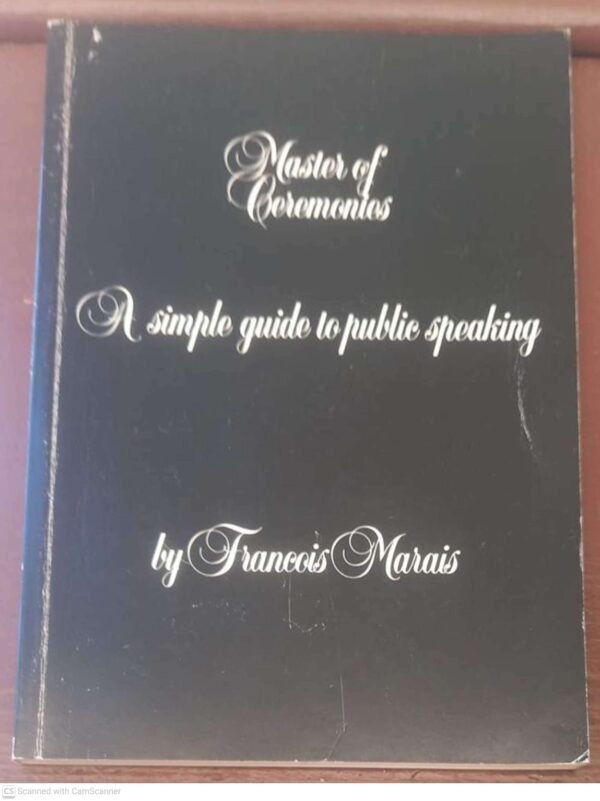 Master of
Ceremonies
A simple guide to public speaking
by Francois Marais
CS Scanned with CamScanner